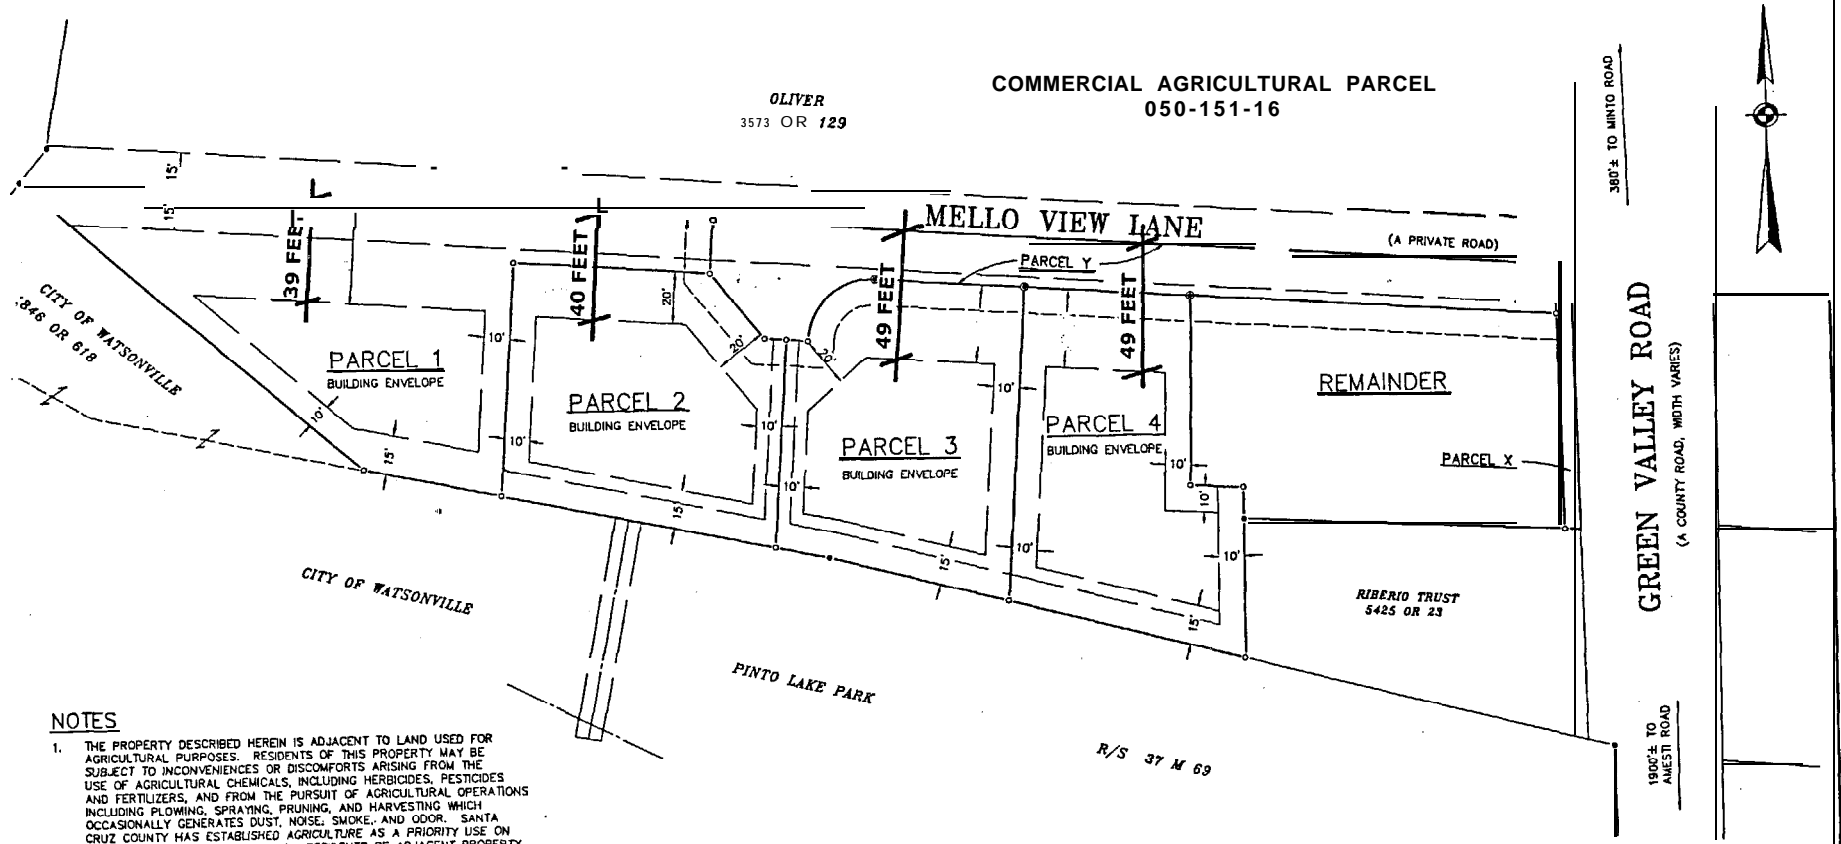 COMMERCIAL AGRICULTURAL PARCEL
050-151-16
OLIVER
3573 OR 129
360'± TO MINTO ROAD
15'
15'
MELLO VIEW LANE
(A PRIVATE ROAD)
PARCEL Y
39 FEET
40 FEET
49 FEET
49 FEET
CITY OF WATSONVILLE
846 OR 618
20'
20'
20'
10'
PARCEL 1
BUILDING ENVELOPE
PARCEL 2
BUILDING ENVELOPE
PARCEL 3
BUILDING ENVELOPE
PARCEL 4
BUILDING ENVELOPE
REMAINDER
PARCEL X
10'
10'
10'
10'
10'
10'
10'
10'
10'
15'
15'
15'
15'
GREEN VALLEY ROAD
(A COUNTY ROAD, WIDTH VARIES)
RIBERIO TRUST
5425 OR 23
CITY OF WATSONVILLE
PINTO LAKE PARK
R/S 37 M 69
1900'± TO
AMESTI ROAD
NOTES
1. THE PROPERTY DESCRIBED HEREIN IS ADJACENT TO LAND USED FOR
AGRICULTURAL PURPOSES. RESIDENTS OF THIS PROPERTY MAY BE
SUBJECT TO INCONVENIENCES OR DISCOMFORTS ARISING FROM THE
USE OF AGRICULTURAL CHEMICALS, INCLUDING HERBICIDES, PESTICIDES
AND FERTILIZERS, AND FROM THE PURSUIT OF AGRICULTURAL OPERATIONS
INCLUDING PLOWING, SPRAYING, PRUNING, AND HARVESTING WHICH
OCCASIONALLY GENERATES DUST, NOISE, SMOKE, AND ODOR. SANTA
CRUZ COUNTY HAS ESTABLISHED AGRICULTURE AS A PRIORITY USE ON
OF ADJACENT PROPERTY